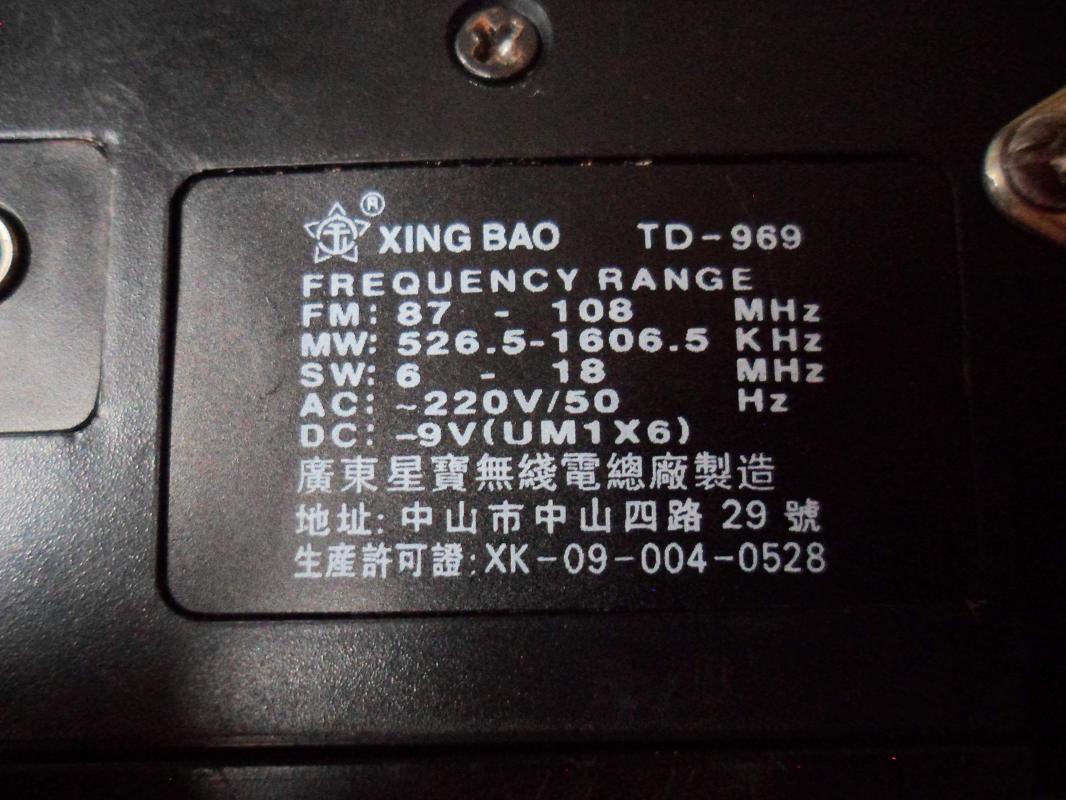 ® XING BAO TD-969
FREQUENCY RANGE
FM: 87 - 108 MHz
MW: 526.5-1606.5 KHz
SW: 6 - 18 MHz
AC: ~220V/50 Hz
DC: -9V(UM1X6)
廣東星寶無綫電總廠製造
地址: 中山市中山四路 29 號
生産許可證: XK-09-004-0528